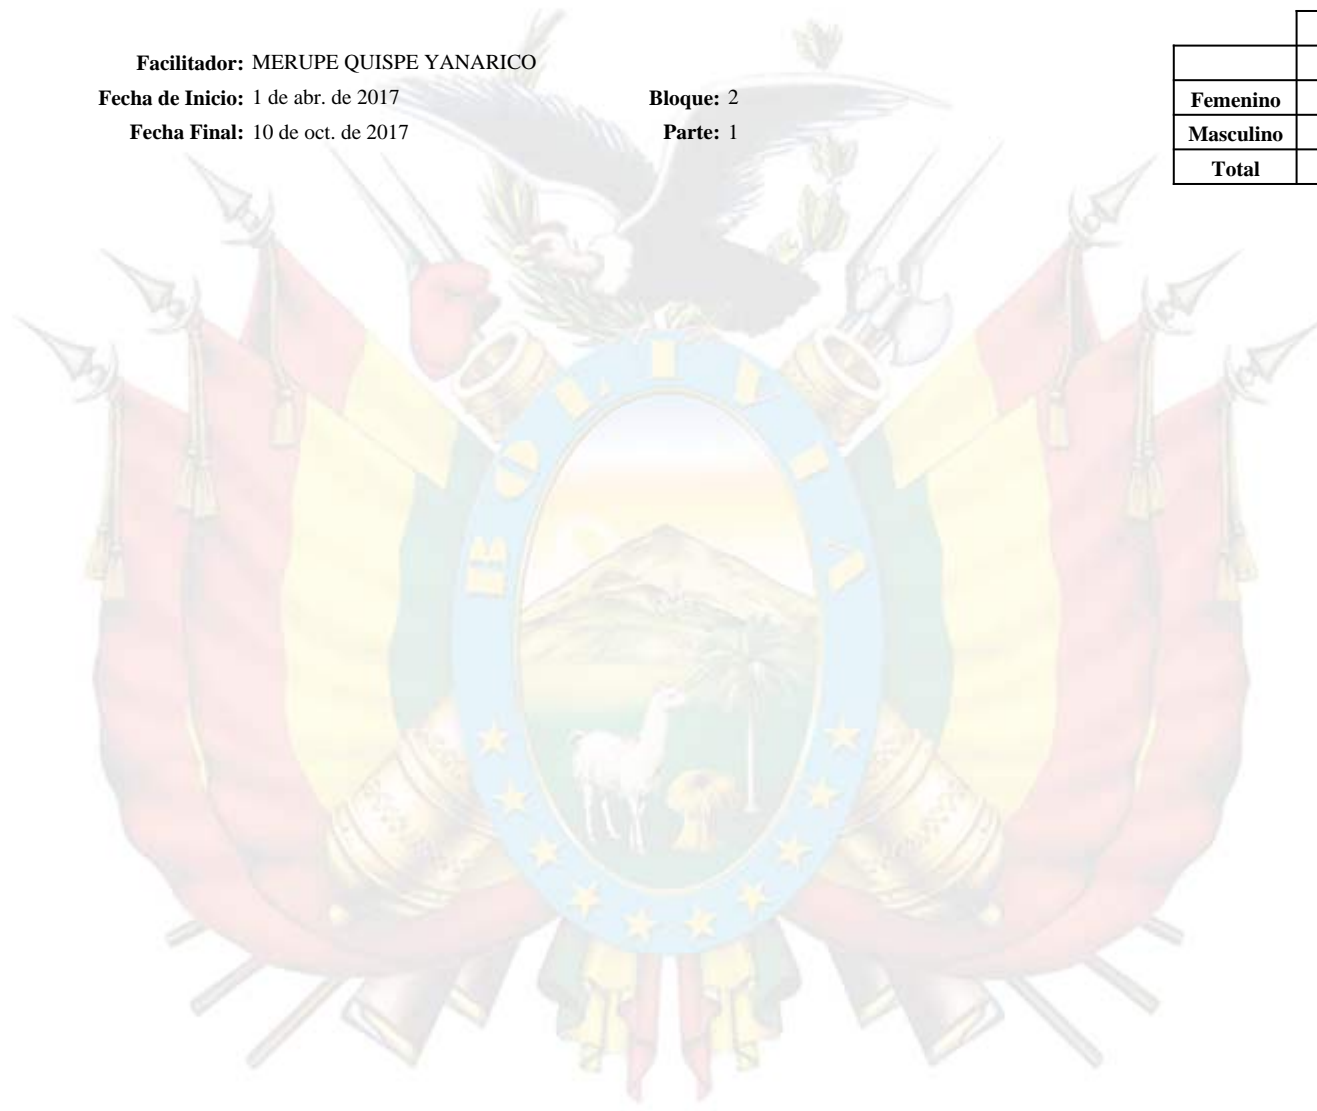 Facilitador: MERUPE QUISPE YANARICO
Fecha de Inicio: 1 de abr. de 2017 Bloque: 2
Fecha Final: 10 de oct. de 2017 Parte: 1
Femenino
Masculino
Total
BOLIVIA